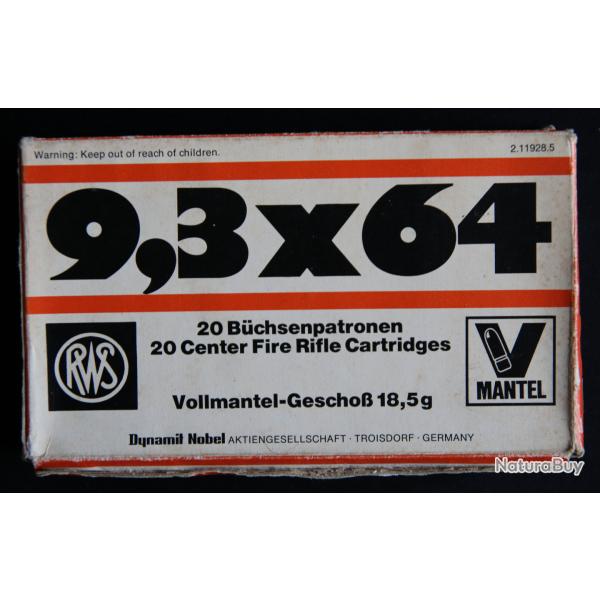 Warning: Keep out of reach of children.
2.11928.5
9,3x64
RWS
20 Büchsenpatronen
20 Center Fire Rifle Cartridges
V
MANTEL
Vollmantel-Geschoß 18,5g
Dynamit Nobel AKTIENGESELLSCHAFT · TROISDORF · GERMANY
NaturaBuy